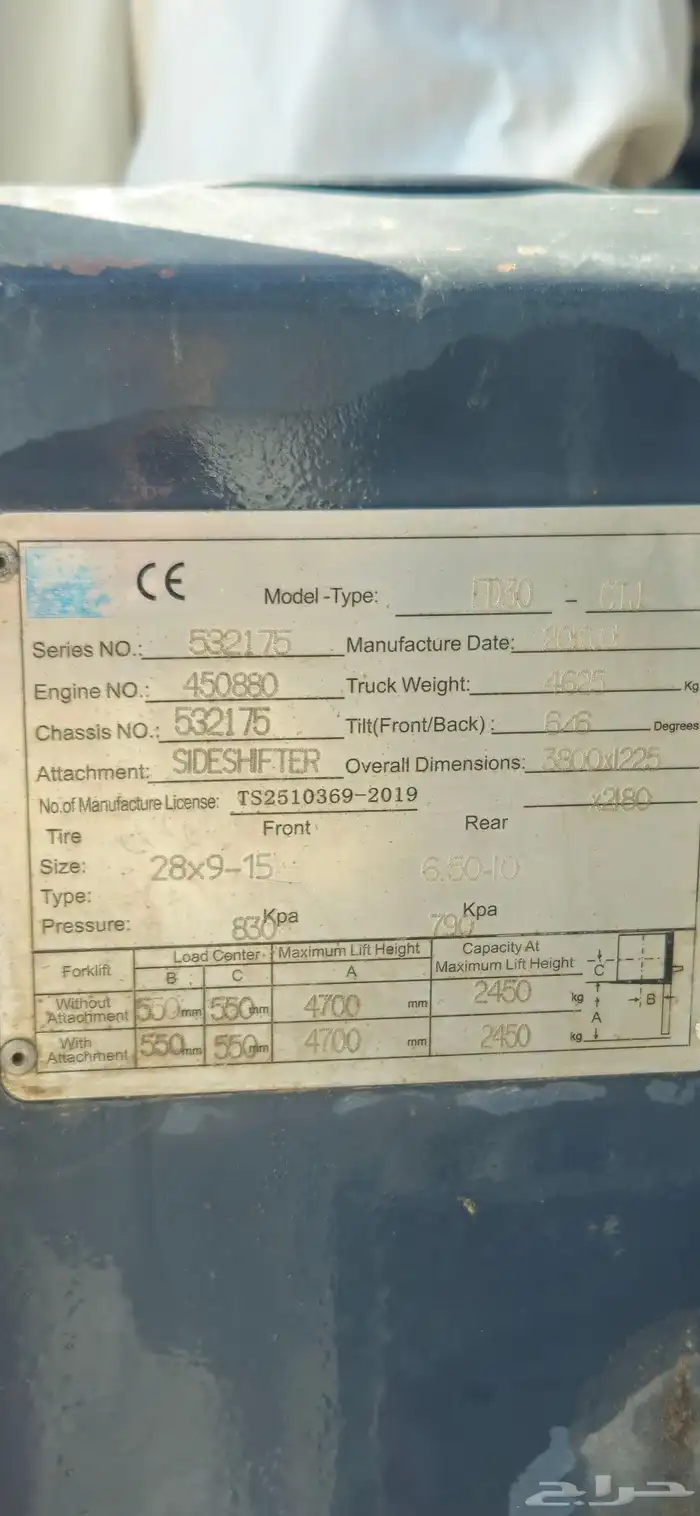 CE
Model-Type: FD30 -
Series NO.: 532175 Manufacture Date:
Engine NO.: 450880 Truck Weight: 4625 Kg
Chassis NO.: 532175 Tilt(Front/Back): 6/6 Degrees
Attachment: SIDESHIFTER Overall Dimensions: 3800x1225
No.of Manufacture License: TS2510369-2019 x2180
Tire Front Rear
Size: 28x9-15 6.50-10
Type:
Pressure: 830 Kpa 790 Kpa
Forklift Load Center Maximum Lift Height Capacity At Maximum Lift Height
B C A
Without Attachment 550 mm 550 mm 4700 mm 2450 kg
With Attachment 550 mm 550 mm 4700 mm 2450 kg
C
B
A
حراج